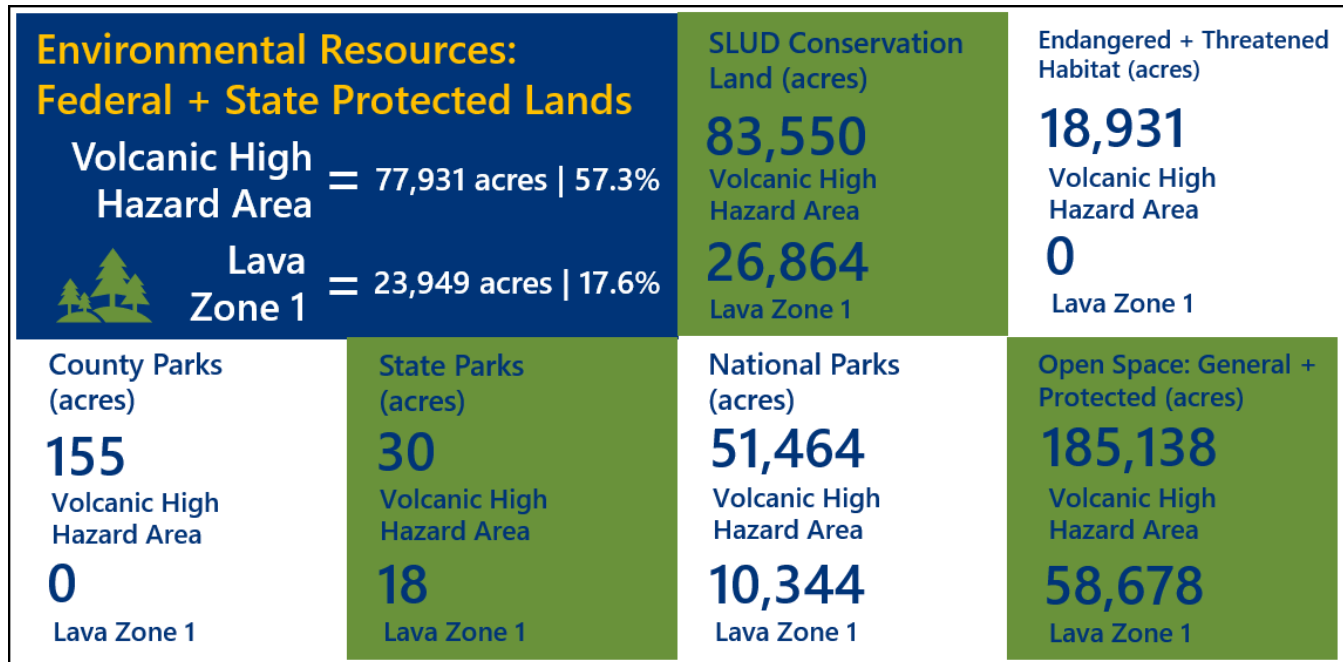 Environmental Resources:
Federal + State Protected Lands
Volcanic High
Hazard Area
= 77,931 acres | 57.3%
Lava
Zone 1
= 23,949 acres | 17.6%
SLUD Conservation
Land (acres)
83,550
Volcanic High
Hazard Area
26,864
Lava Zone 1
Endangered + Threatened
Habitat (acres)
18,931
Volcanic High
Hazard Area
0
Lava Zone 1
County Parks
(acres)
155
Volcanic High
Hazard Area
0
Lava Zone 1
State Parks
(acres)
30
Volcanic High
Hazard Area
18
Lava Zone 1
National Parks
(acres)
51,464
Volcanic High
Hazard Area
10,344
Lava Zone 1
Open Space: General +
Protected (acres)
185,138
Volcanic High
Hazard Area
58,678
Lava Zone 1